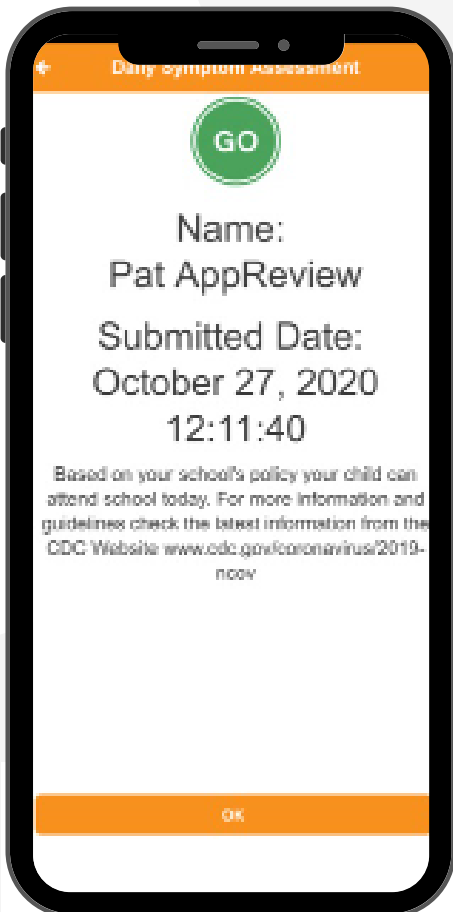 Daily Symptom Assessment
GO
Name:
Pat AppReview
Submitted Date:
October 27, 2020
12:11:40
Based on your school's policy your child can
attend school today. For more information and
guidelines check the latest information from the
CDC Website www.cdc.gov/coronavirus/2019-
ncov
OK